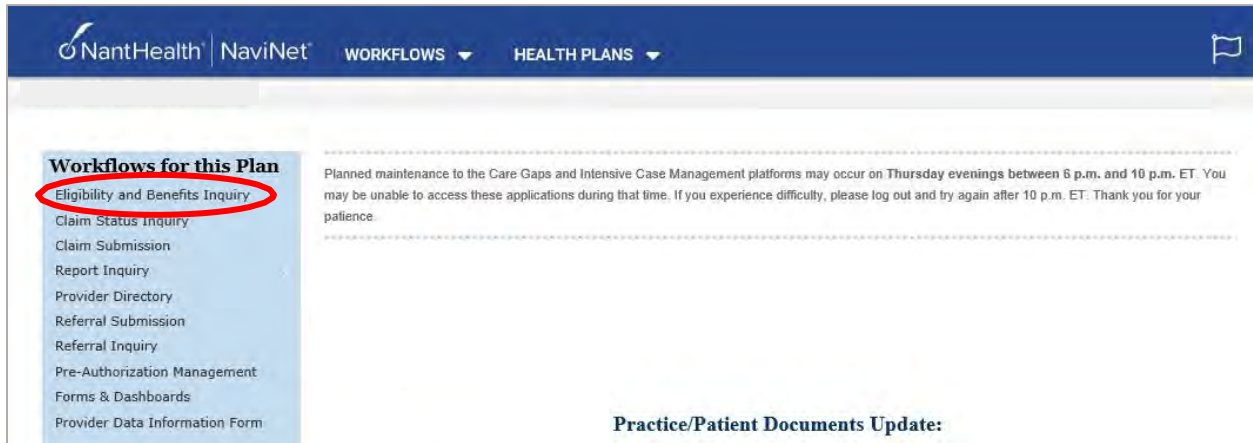 NantHealth | NaviNet WORKFLOWS HEALTH PLANS
Workflows for this Plan
Eligibility and Benefits Inquiry
Claim Status Inquiry
Claim Submission
Report Inquiry
Provider Directory
Referral Submission
Referral Inquiry
Pre-Authorization Management
Forms & Dashboards
Provider Data Information Form
Planned maintenance to the Care Gaps and Intensive Case Management platforms may occur on Thursday evenings between 6 p.m. and 10 p.m. ET. You
may be unable to access these applications during that time. If you experience difficulty, please log out and try again after 10 p.m. ET. Thank you for your
patience.
Practice/Patient Documents Update: